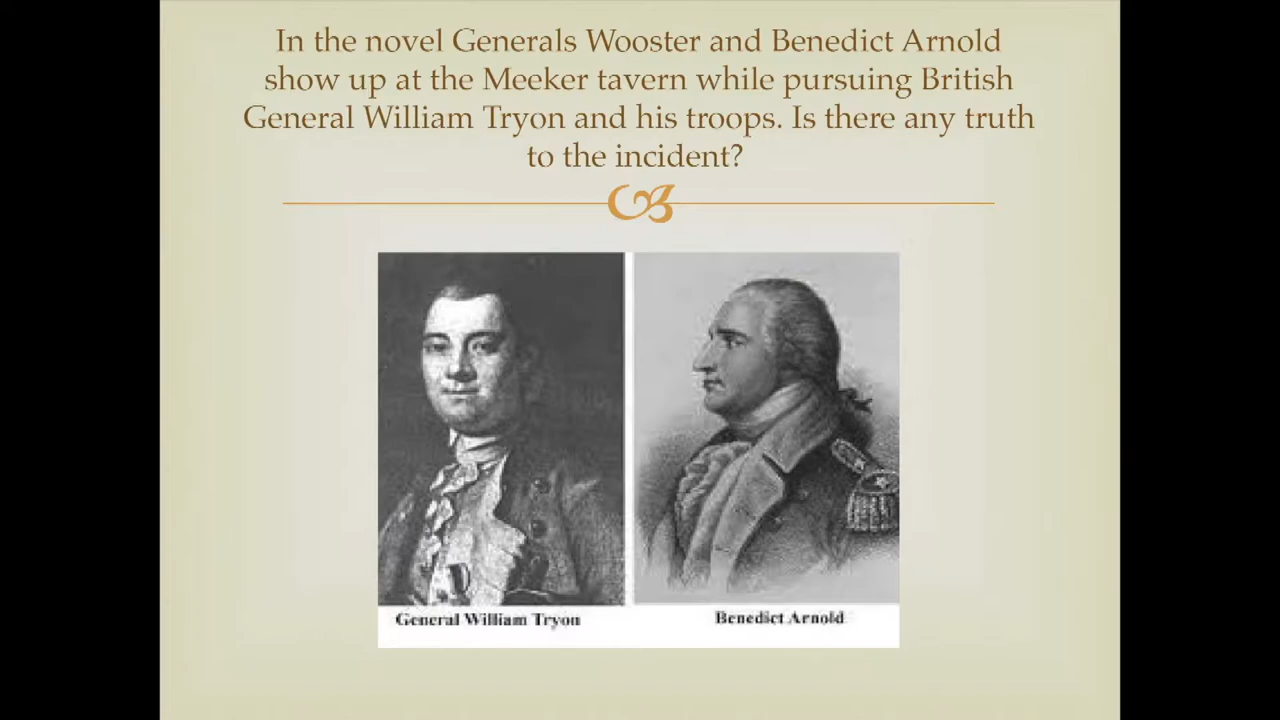 In the novel Generals Wooster and Benedict Arnold
show up at the Meeker tavern while pursuing British
General William Tryon and his troops. Is there any truth
to the incident?
General William Tryon
Benedict Arnold